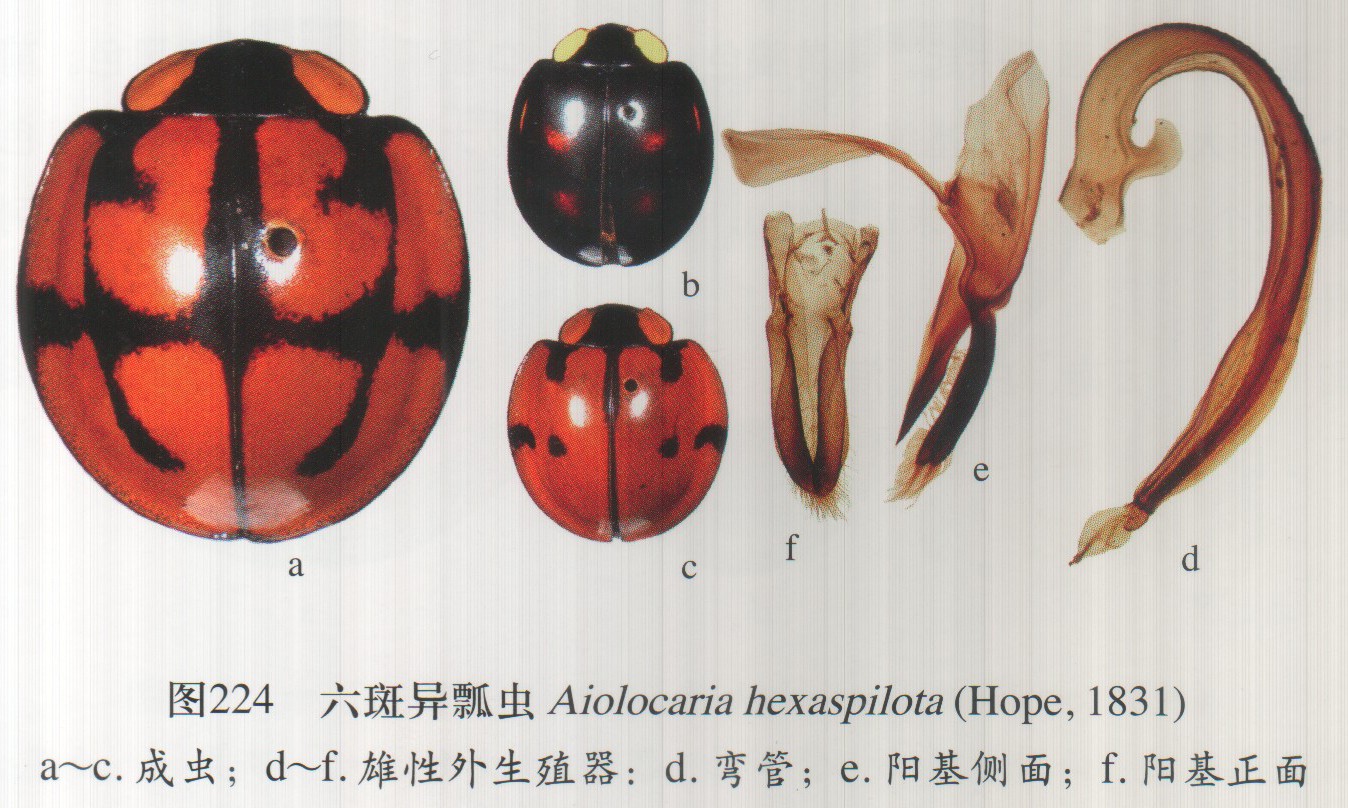 a
b
c
d
e
f
图224 六斑异瓢虫 Aiolocaria hexaspilota (Hope, 1831)
a~c. 成虫；d~f. 雄性外生殖器：d. 弯管；e. 阳基侧面；f. 阳基正面